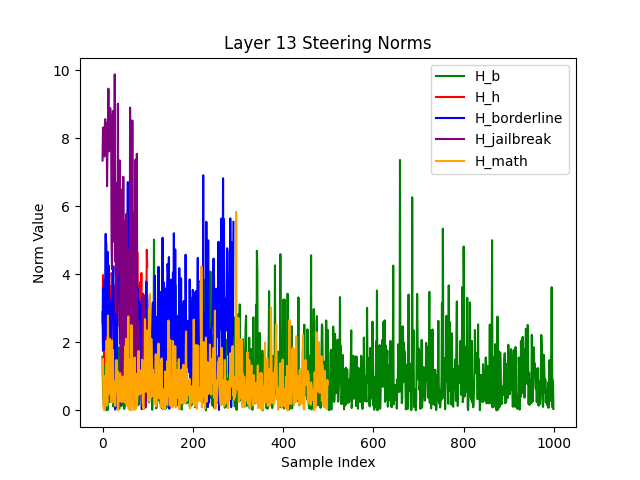 Layer 13 Steering Norms
H_b
H_h
H_borderline
H_jailbreak
H_math
Norm Value
10
8
6
4
2
0
0 200 400 600 800 1000
Sample Index